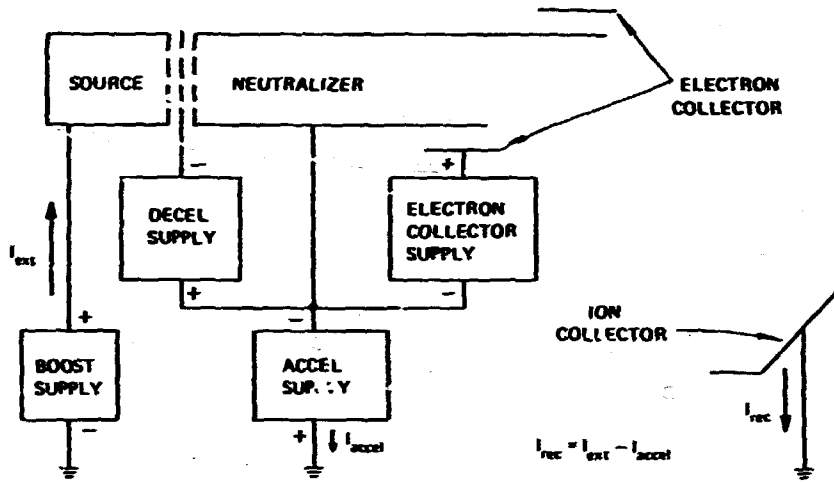 SOURCE
NEUTRALIZER
ELECTRON
COLLECTOR
−
+
DECEL
SUPPLY
ELECTRON
COLLECTOR
SUPPLY
I_ext
+
−
+
−
ION
COLLECTOR
BOOST
SUPPLY
ACCEL
−
+
I_accel
I_rec
I_rec = I_ext − I_accel